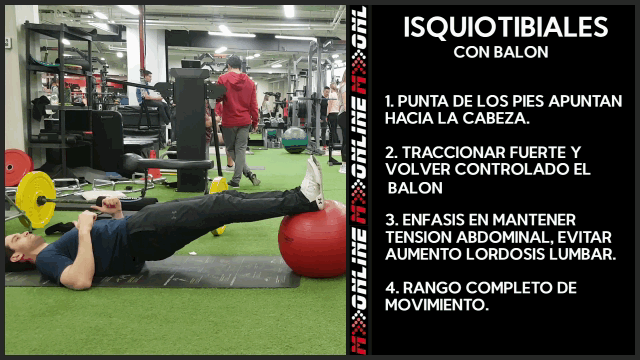 ISQUIOTIBIALES
CON BALON
1. PUNTA DE LOS PIES APUNTAN
HACIA LA CABEZA.
2. TRACCIONAR FUERTE Y
VOLVER CONTROLADO EL
BALON
3. ENFASIS EN MANTENER
TENSION ABDOMINAL, EVITAR
AUMENTO LORDOSIS LUMBAR.
4. RANGO COMPLETO DE
MOVIMIENTO.
ONLINE
ONLINE
ONL